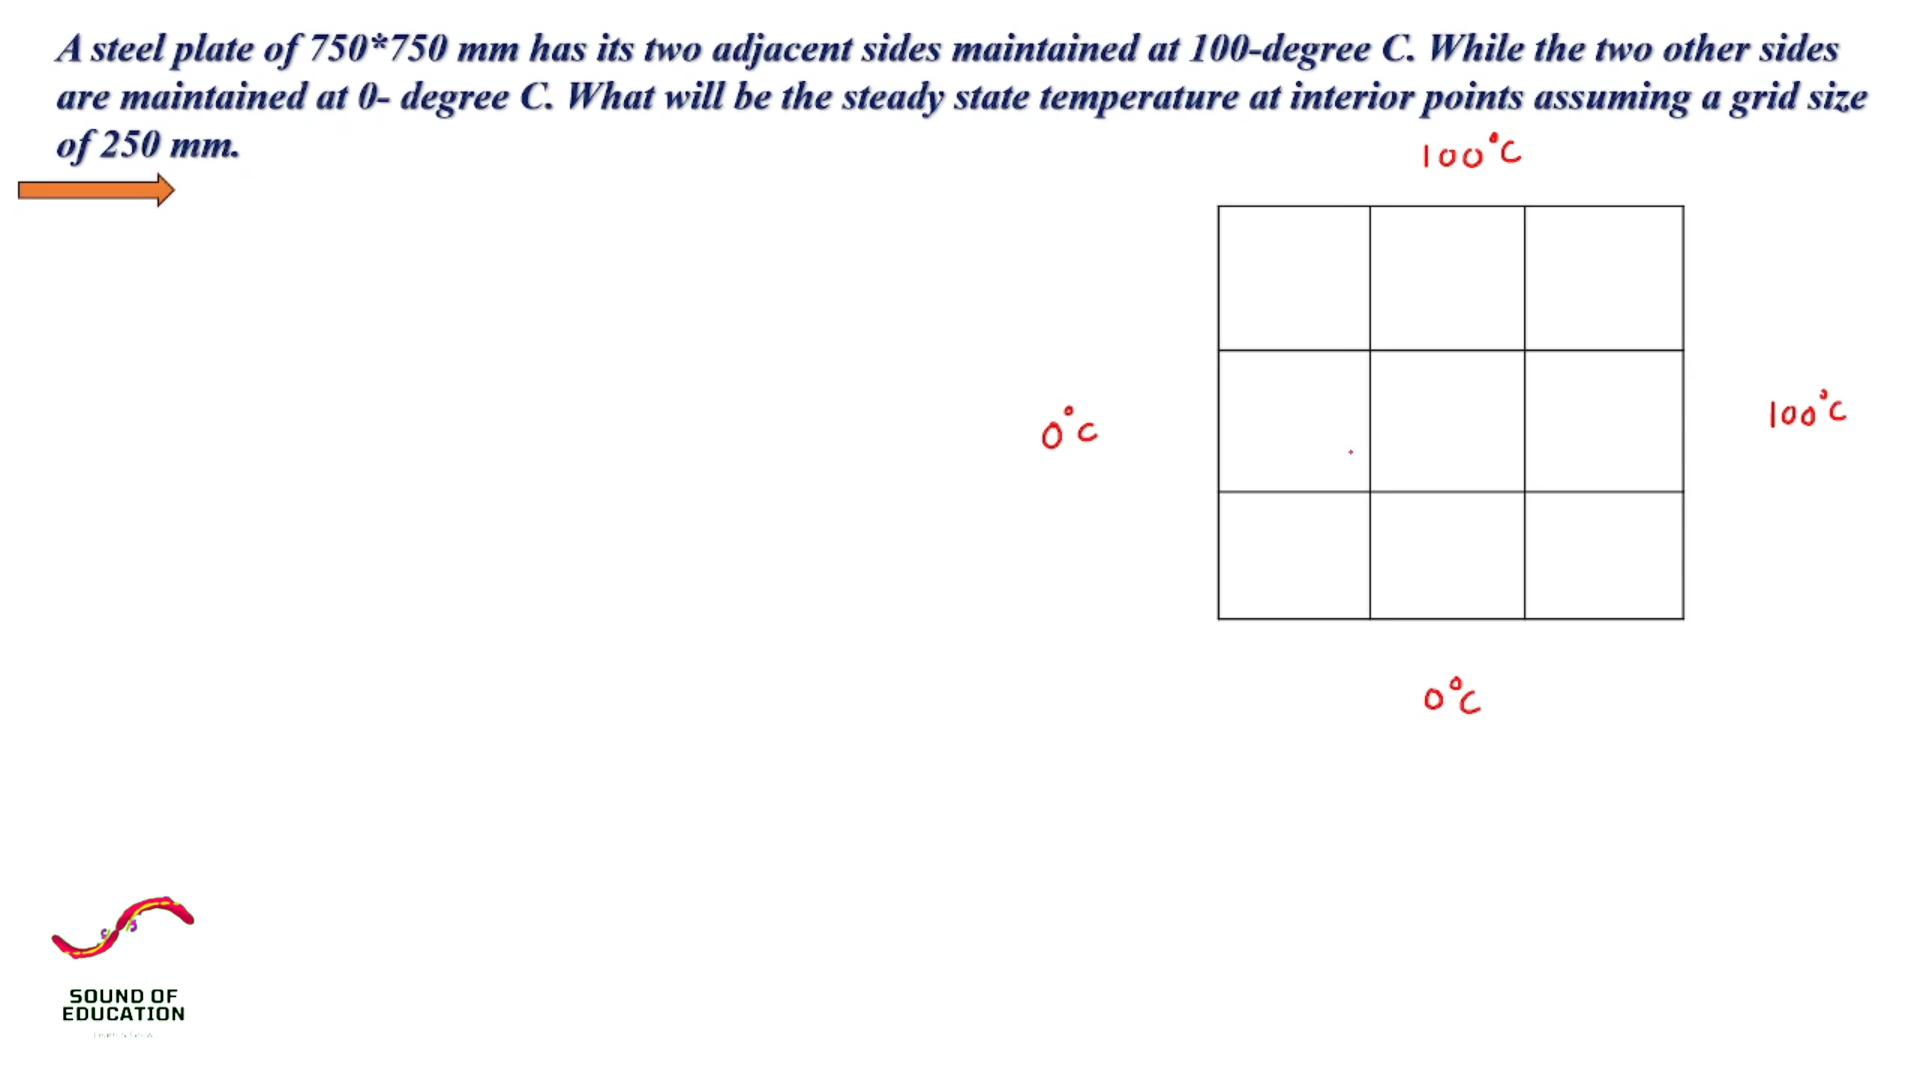 A steel plate of 750*750 mm has its two adjacent sides maintained at 100-degree C. While the two other sides
are maintained at 0- degree C. What will be the steady state temperature at interior points assuming a grid size
of 250 mm.
100°C
0°C
100°C
0°C
SOUND OF
EDUCATION